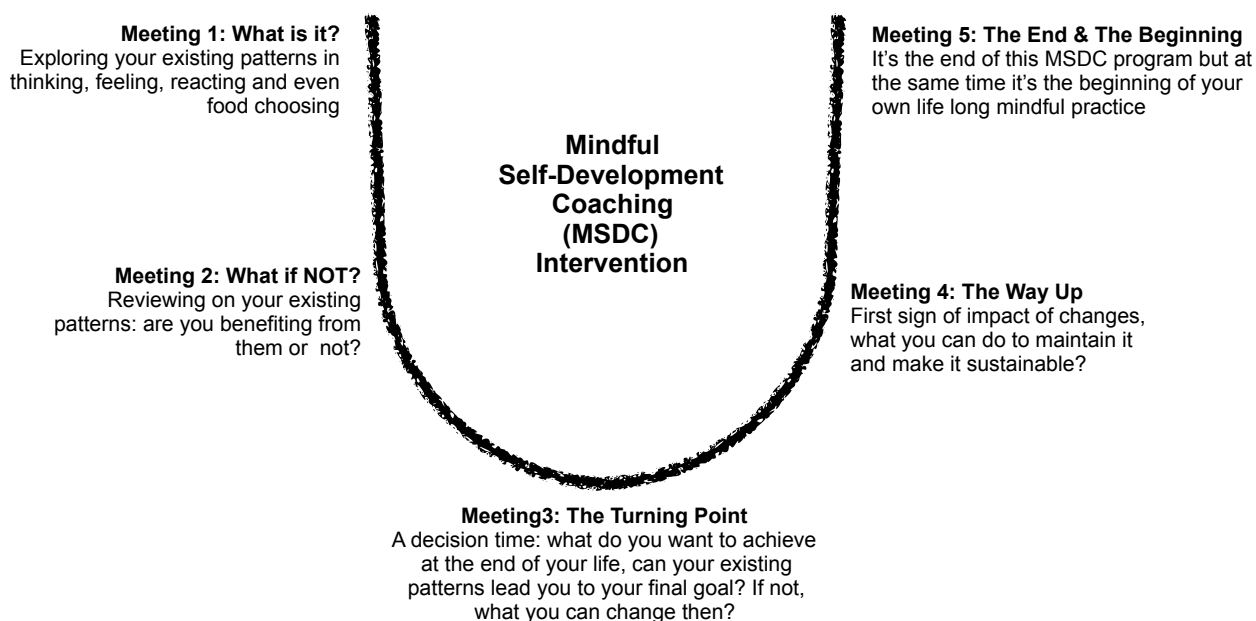 Meeting 1: What is it?
Exploring your existing patterns in
thinking, feeling, reacting and even
food choosing
Meeting 2: What if NOT?
Reviewing on your existing
patterns: are you benefiting from
them or not?
Meeting3: The Turning Point
A decision time: what do you want to achieve
at the end of your life, can your existing
patterns lead you to your final goal? If not,
what you can change then?
Meeting 4: The Way Up
First sign of impact of changes,
what you can do to maintain it
and make it sustainable?
Meeting 5: The End & The Beginning
It's the end of this MSDC program but at
the same time it's the beginning of your
own life long mindful practice
Mindful
Self-Development
Coaching
(MSDC)
Intervention